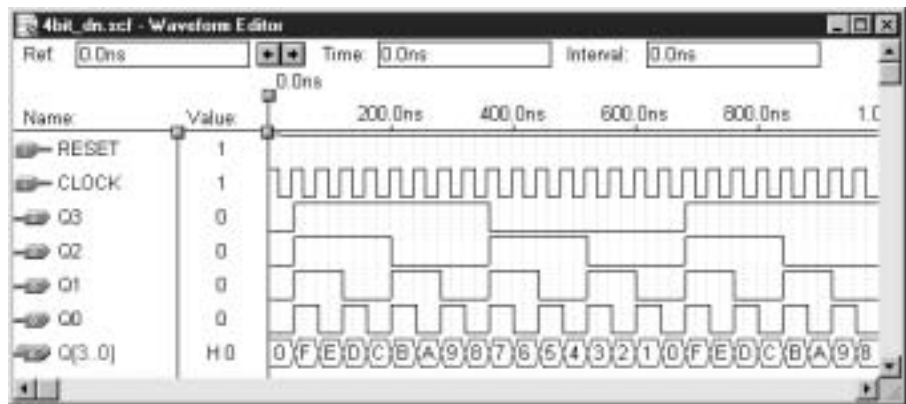 4bit_dn.scf - Waveform Editor
Ref: 0.0ns Time: 0.0ns Interval: 0.0ns
0.0ns
Name: Value: 200.0ns 400.0ns 600.0ns 800.0ns 1.0
RESET 1
CLOCK 1
Q3 0
Q2 0
Q1 0
Q0 0
Q[3..0] H 0 0 F E D C B A 9 8 7 6 5 4 3 2 1 0 F E D C B A 9 8